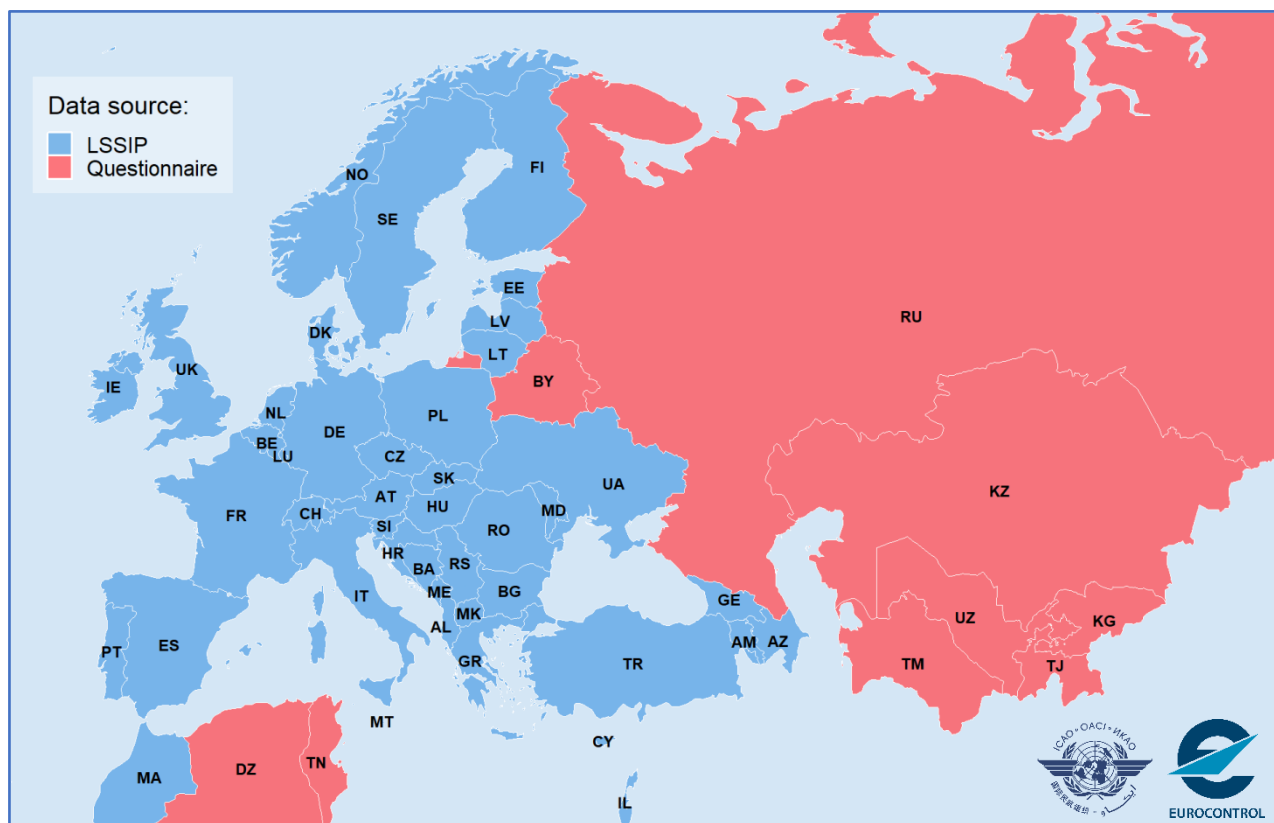 Data source:
LSSIP
Questionnaire
NO
FI
SE
EE
RU
LV
DK
LT
UK
BY
IE
NL
PL
DE
BE
LU
CZ
SK
UA
KZ
AT
HU
FR
CH
MD
SI
RO
HR
RS
BA
BG
ME
IT
GE
MK
UZ
KG
AL
AM
AZ
ES
PT
GR
TR
TM
TJ
MT
CY
ICAO • OACI • ИКАО
MA
DZ
TN
IL
EUROCONTROL